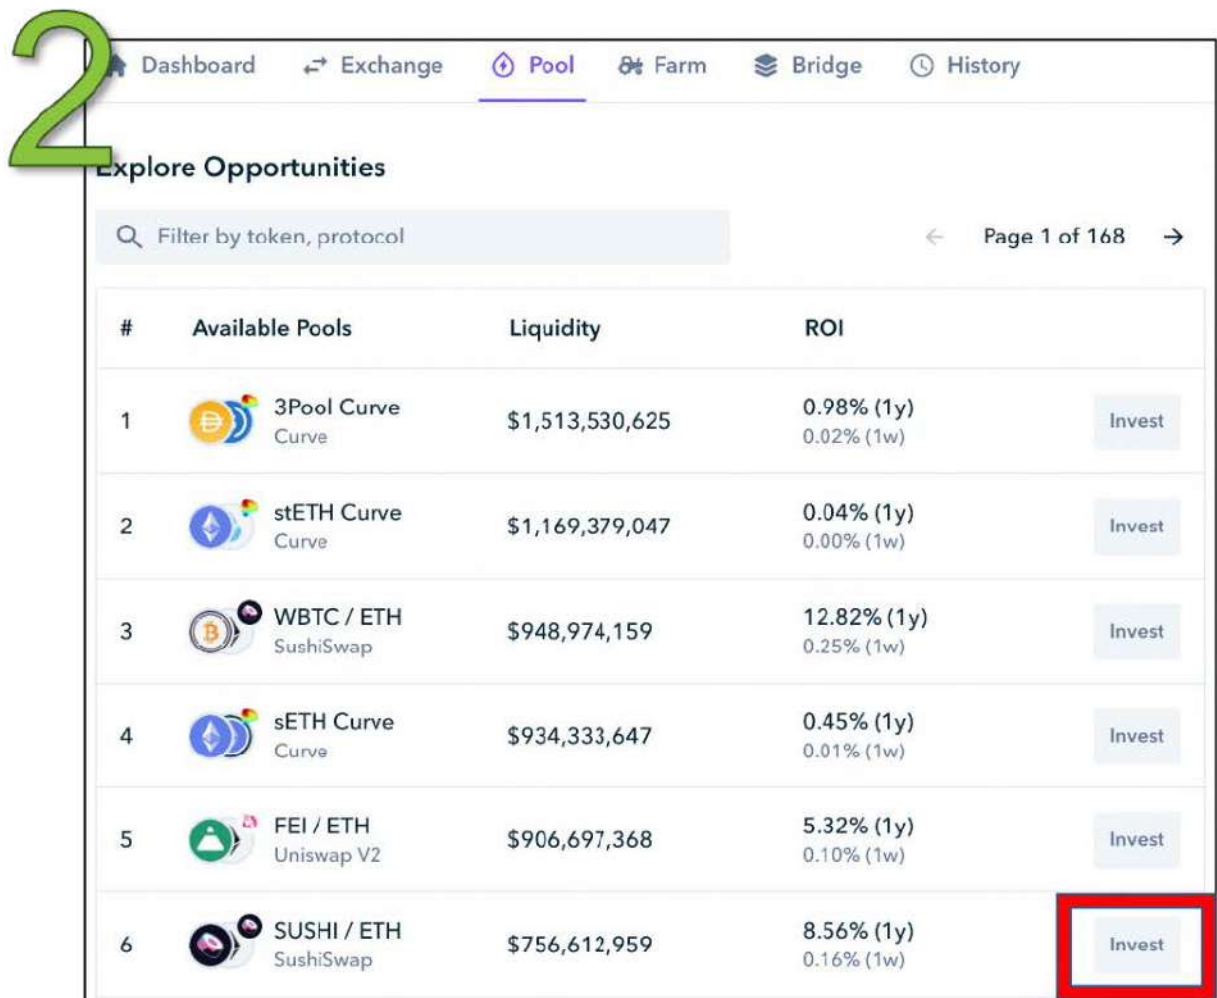 2
Dashboard Exchange Pool Farm Bridge History
Explore Opportunities
Filter by token, protocol Page 1 of 168
# Available Pools Liquidity ROI
1 3Pool Curve $1,513,530,625 0.98% (1y) Invest
Curve 0.02% (1w)
2 stETH Curve $1,169,379,047 0.04% (1y) Invest
Curve 0.00% (1w)
3 WBTC / ETH $948,974,159 12.82% (1y) Invest
SushiSwap 0.25% (1w)
4 sETH Curve $934,333,647 0.45% (1y) Invest
Curve 0.01% (1w)
5 FEI / ETH $906,697,368 5.32% (1y) Invest
Uniswap V2 0.10% (1w)
6 SUSHI / ETH $756,612,959 8.56% (1y) Invest
SushiSwap 0.16% (1w)